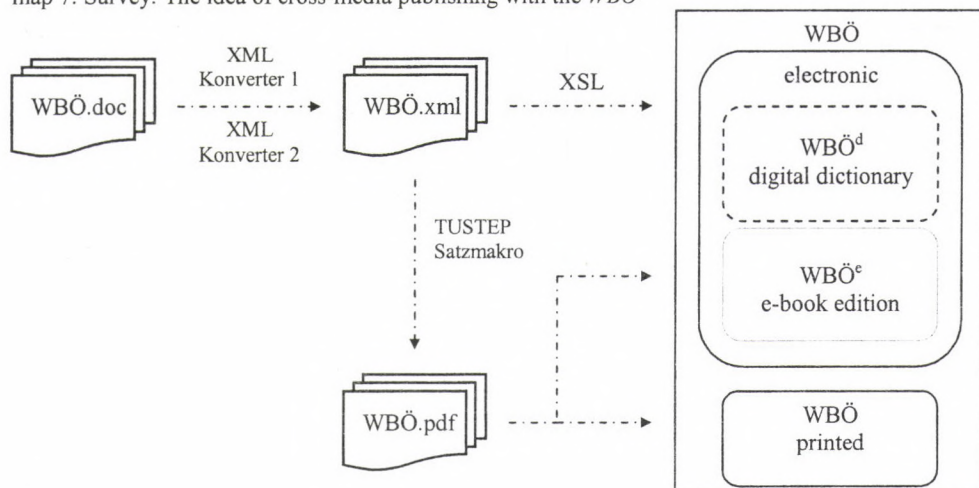 map 7: Survey: The idea of cross-media publishing with the WBÖ
WBÖ.doc
XML
Konverter 1
XML
Konverter 2
WBÖ.xml
XSL
TUSTEP
Satzmakro
WBÖ.pdf
WBÖ
electronic
WBÖᵈ
digital dictionary
WBÖᵉ
e-book edition
WBÖ
printed